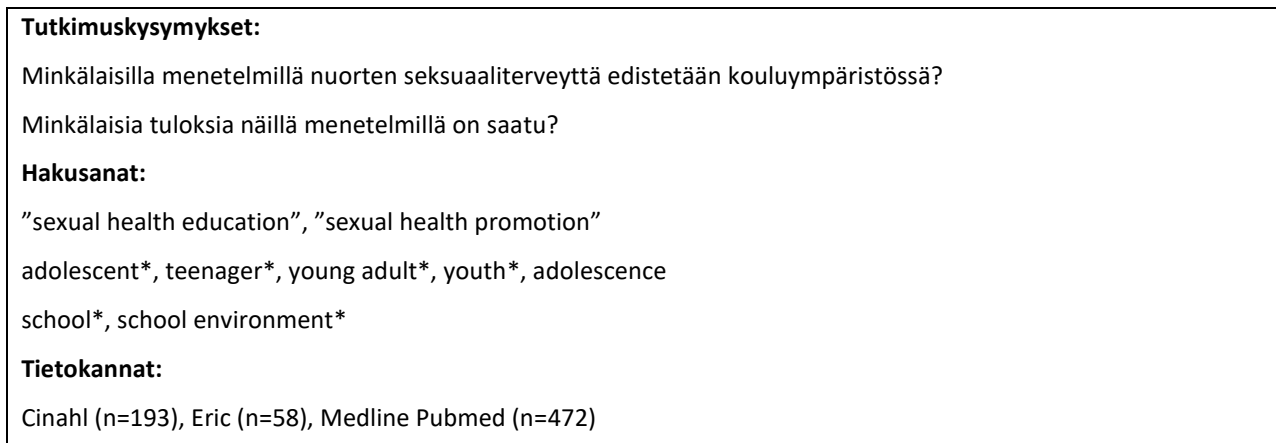 Tutkimuskysymykset:
Minkälaisilla menetelmillä nuorten seksuaaliterveyttä edistetään kouluympäristössä?
Minkälaisia tuloksia näillä menetelmillä on saatu?
Hakusanat:
”sexual health education”, ”sexual health promotion”
adolescent*, teenager*, young adult*, youth*, adolescence
school*, school environment*
Tietokannat:
Cinahl (n=193), Eric (n=58), Medline Pubmed (n=472)